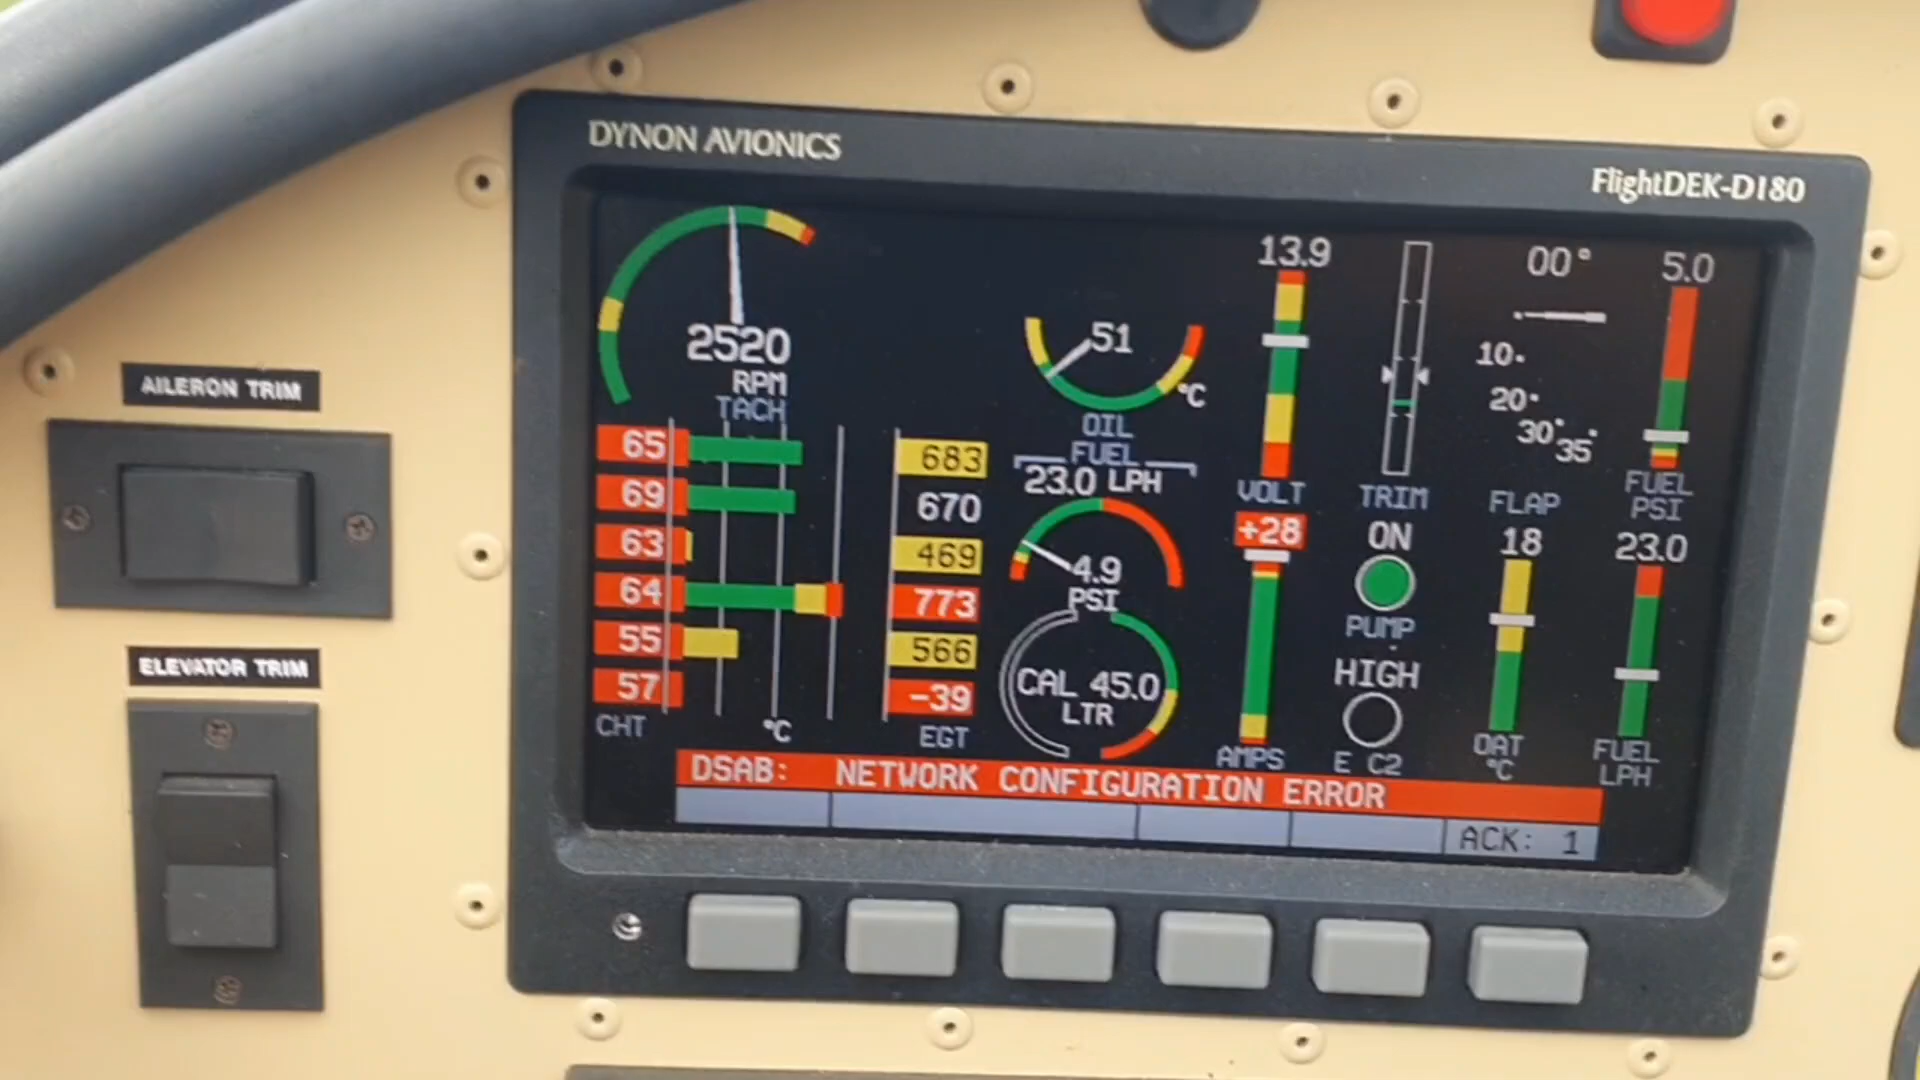 DYNON AVIONICS
FlightDEK-D180
AILERON TRIM
ELEVATOR TRIM
2520
RPM
TACH
65
69
63
64
55
57
CHT
°C
683
670
469
773
566
-39
EGT
51
°C
OIL
FUEL
23.0 LPH
4.9
PSI
CAL 45.0
LTR
13.9
VOLT
+28
AMPS
TRIM
ON
PUMP
HIGH
E C2
00°
10
20
30
35
FLAP
18
OAT
°C
5.0
FUEL
PSI
23.0
FUEL
LPH
DSAB: NETWORK CONFIGURATION ERROR
ACK: 1